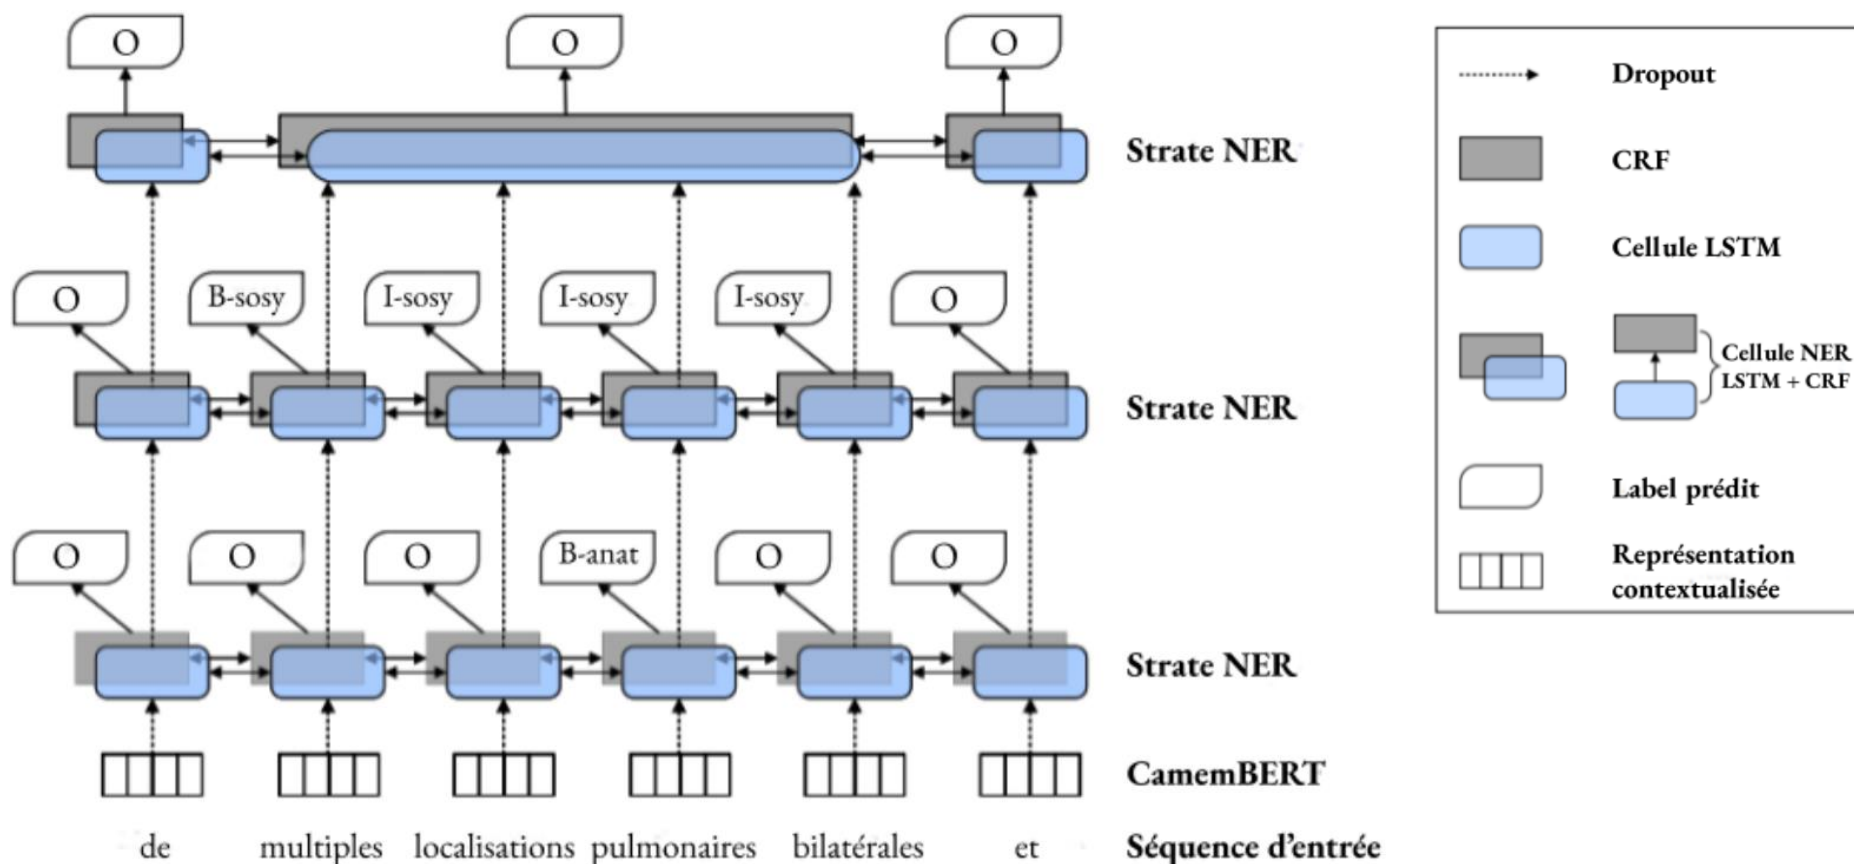 O O O
Strate NER
O B-sosy I-sosy I-sosy I-sosy O
Strate NER
O O O B-anat O O
Strate NER
CamemBERT
de multiples localisations pulmonaires bilatérales et Séquence d'entrée
Dropout
CRF
Cellule LSTM
Cellule NER
LSTM + CRF
Label prédit
Représentation
contextualisée